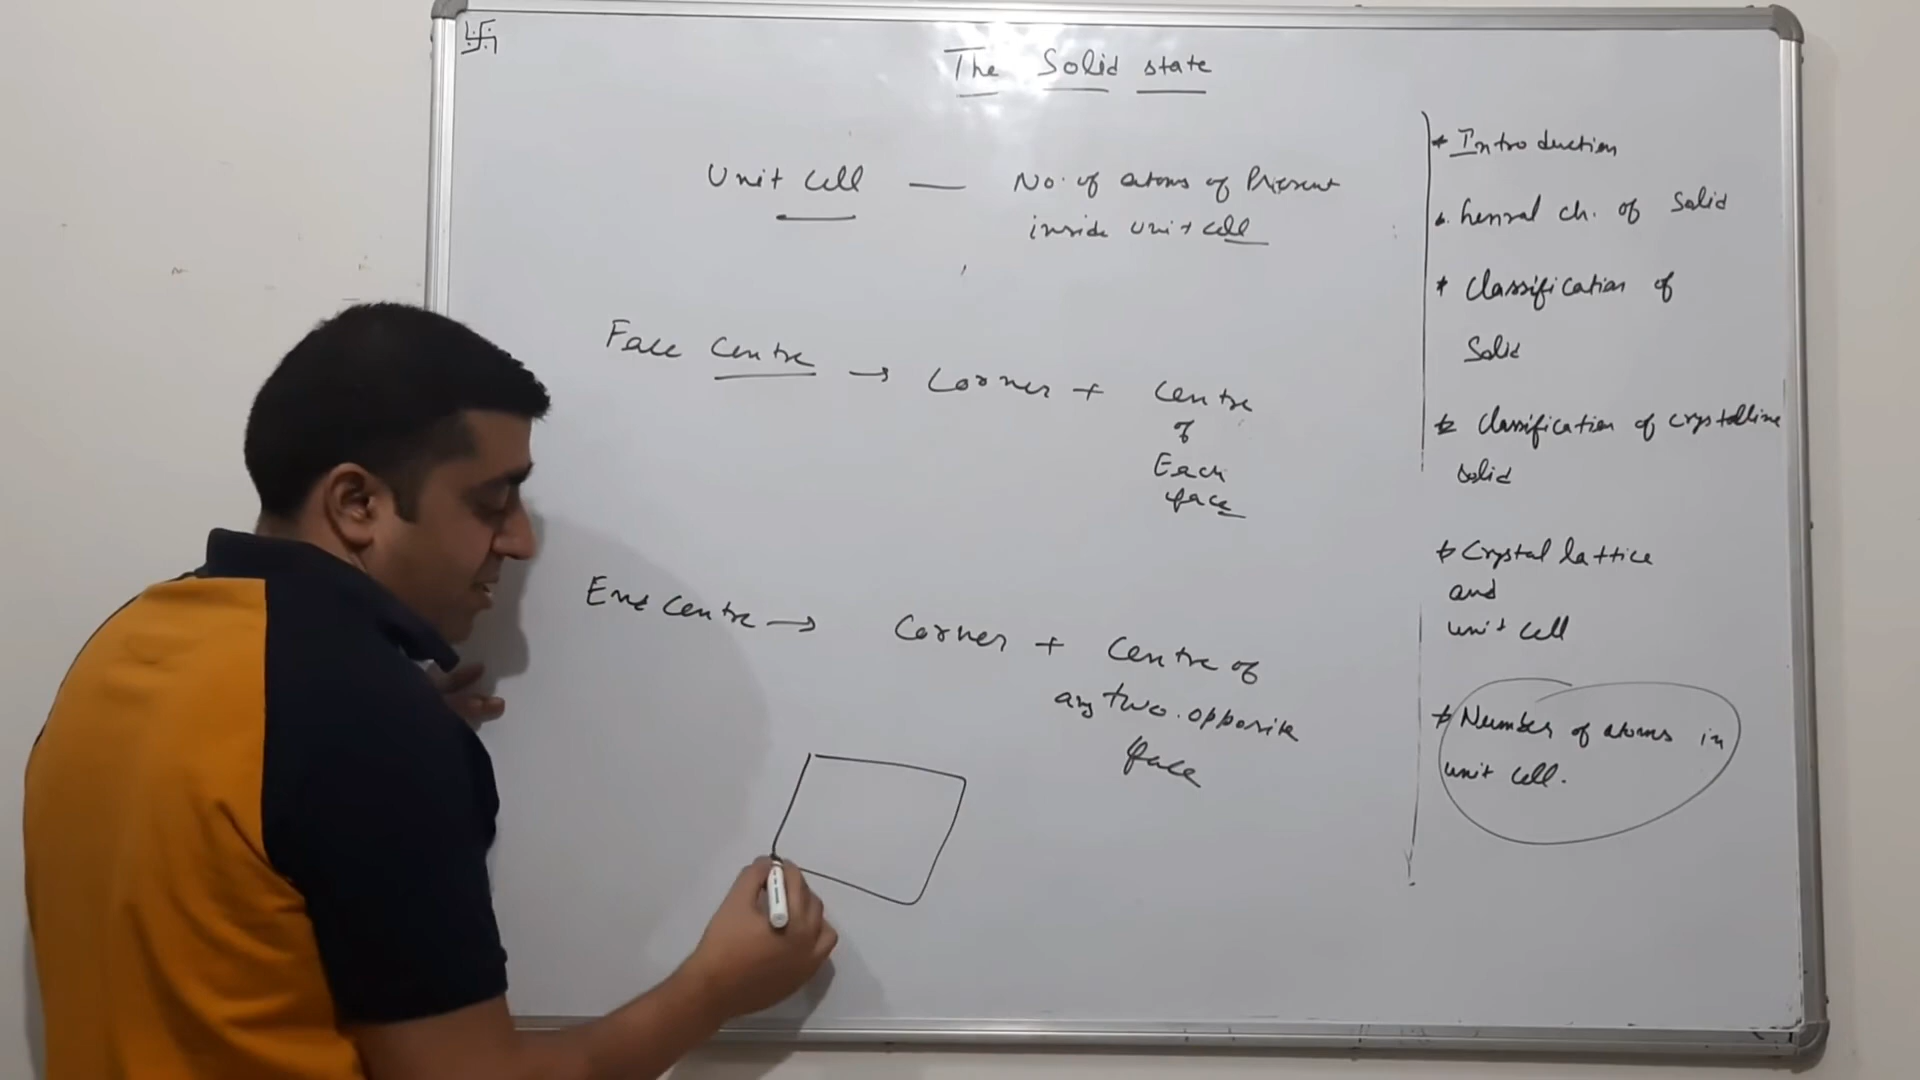 The Solid state
Unit cell — No. of atoms of Present
inside unit cell
Face Centre → Corner + Centre
of
Each
face
End Centre → Corner + Centre of
any two opposite
face
* Introduction
ch. of Solid
* Classification of
Solid
* Classification of crystalline
solid
* Crystal lattice
and
unit cell
* Number of atoms in
unit cell.